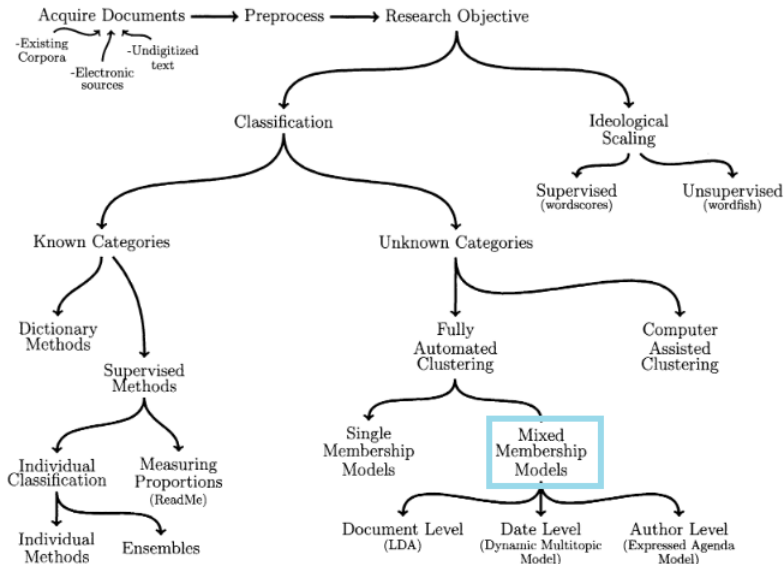 Acquire Documents
Preprocess
Research Objective
-Existing
Corpora
-Electronic
sources
-Undigitized
text
Classification
Ideological
Scaling
Supervised
(wordscores)
Unsupervised
(wordfish)
Known Categories
Unknown Categories
Dictionary
Methods
Supervised
Methods
Fully
Automated
Clustering
Computer
Assisted
Clustering
Individual
Classification
Measuring
Proportions
(ReadMe)
Single
Membership
Models
Mixed
Membership
Models
Individual
Methods
Ensembles
Document Level
(LDA)
Date Level
(Dynamic Multitopic
Model)
Author Level
(Expressed Agenda
Model)